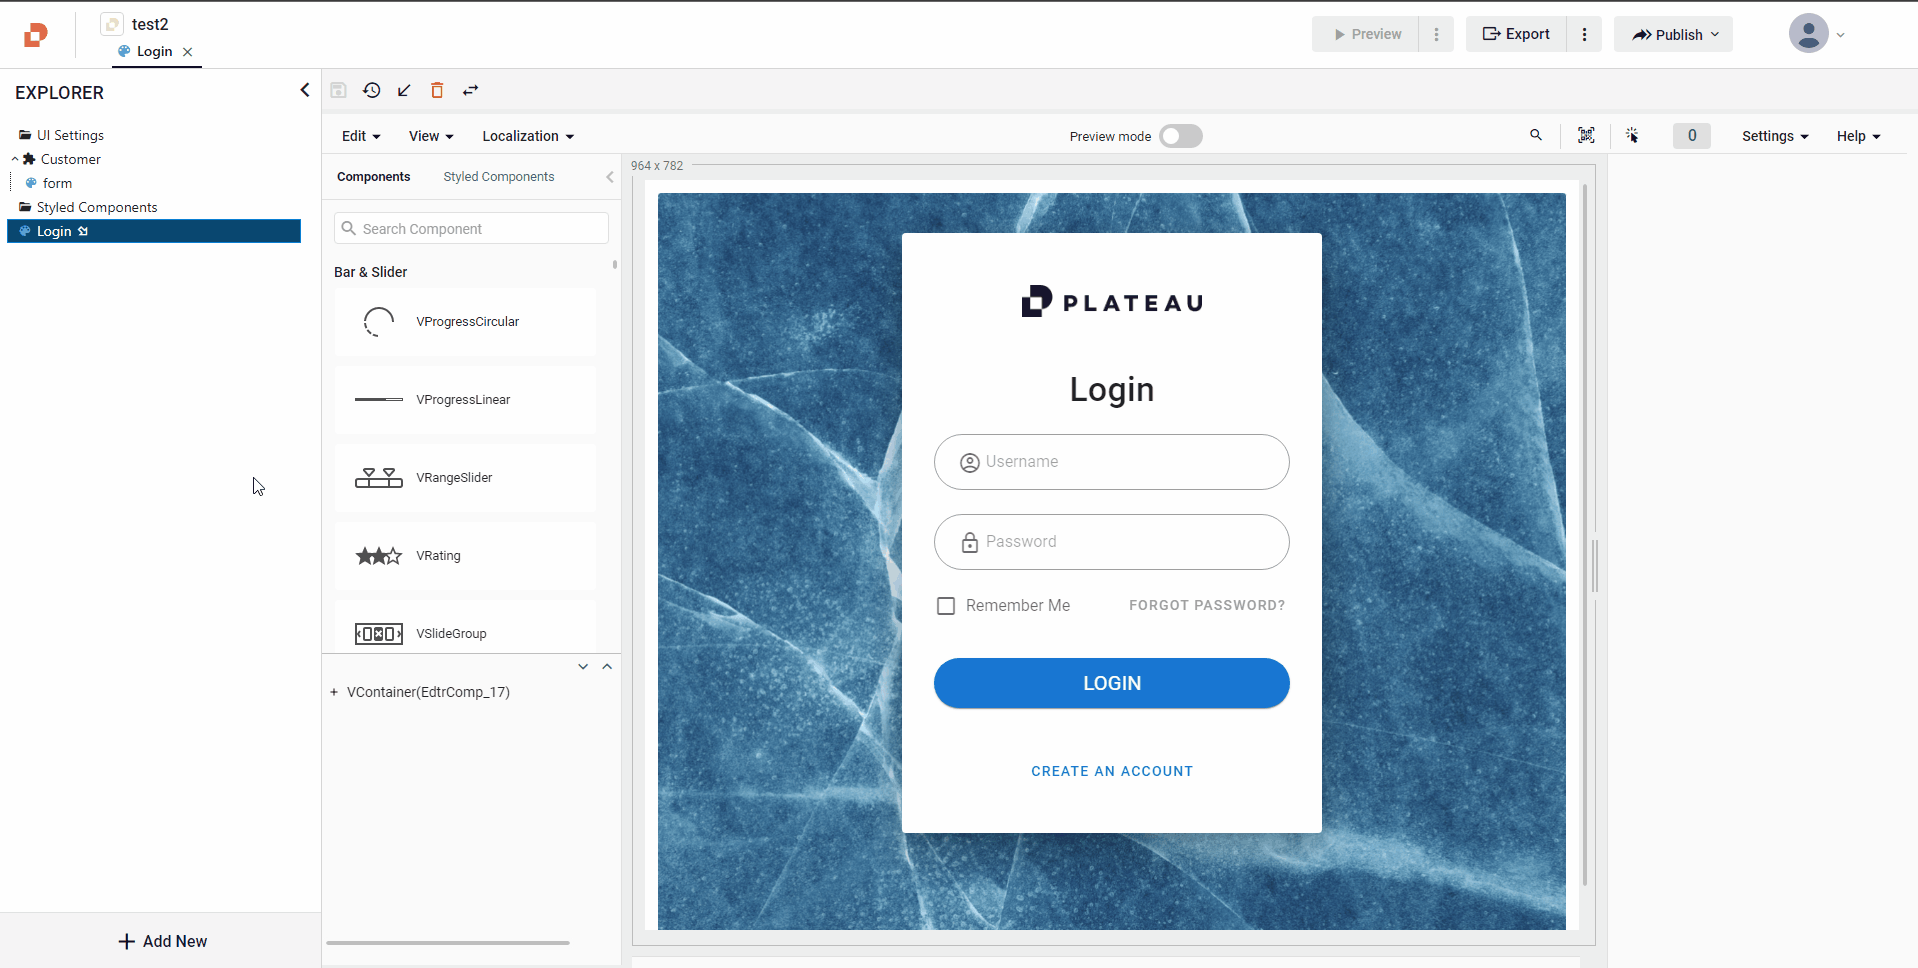 test2
Login
Preview
Export
Publish
EXPLORER
UI Settings
Customer
form
Styled Components
Login
Add New
Edit
View
Localization
Preview mode
0
Settings
Help
Components
Styled Components
Search Component
Bar & Slider
VProgressCircular
VProgressLinear
VRangeSlider
VRating
VSlideGroup
+ VContainer(EdtrComp_17)
964 x 782
PLATEAU
Login
Username
Password
Remember Me
FORGOT PASSWORD?
LOGIN
CREATE AN ACCOUNT